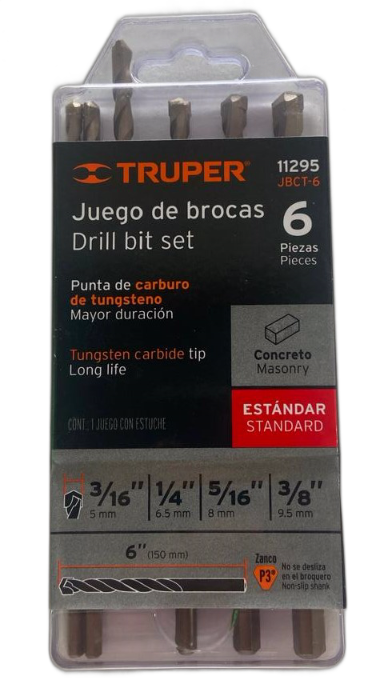 TRUPER®
11295
JBCT-6
Juego de brocas
Drill bit set
6
Piezas
Pieces
Punta de carburo
de tungsteno
Mayor duración
Tungsten carbide tip
Long life
Concreto
Masonry
CONT.: 1 JUEGO CON ESTUCHE
ESTÁNDAR
STANDARD
3/16" 1/4" 5/16" 3/8"
5 mm 6.5 mm 8 mm 9.5 mm
6" (150 mm)
Zanco
P3®
No se desliza
en el broquero
Non-slip shank